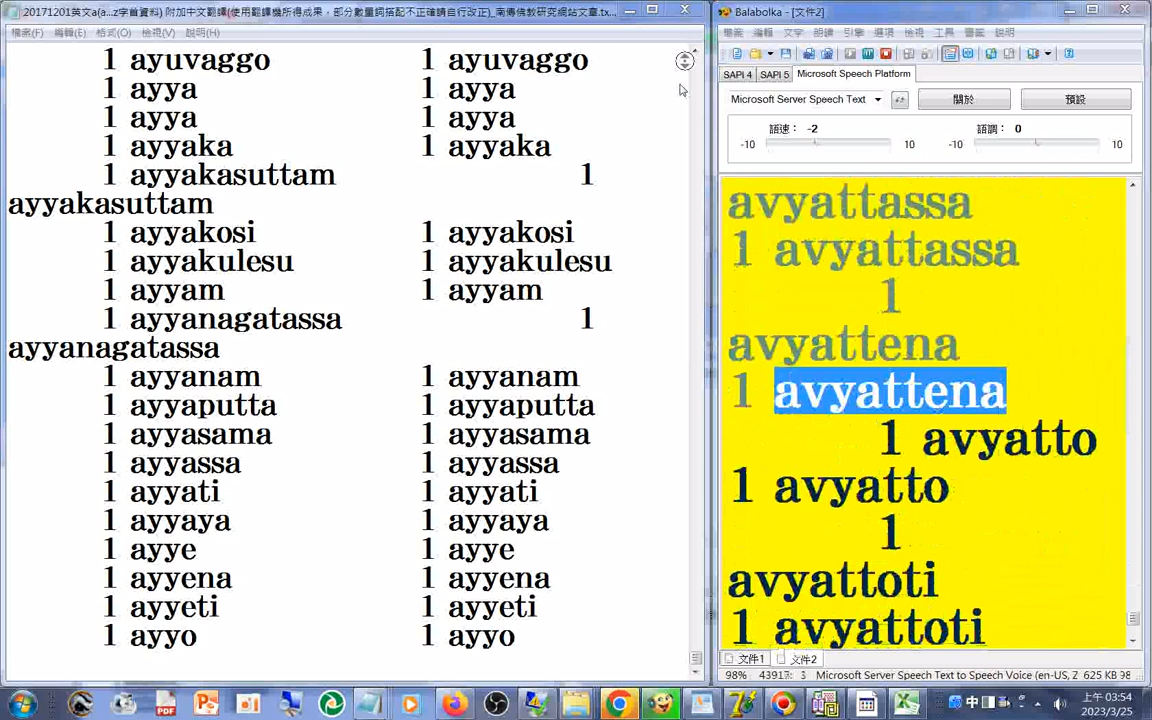 20171201英文a(a...z字首資料) 附加中文翻譯(使用翻譯機所得成果，部分數量詞搭配不正確請自行改正)_南傳佛教研究網站文章.tx...
檔案(F) 編輯(E) 格式(O) 檢視(V) 說明(H)
1 ayuvaggo 1 ayuvaggo
1 ayya 1 ayya
1 ayya 1 ayya
1 ayyaka 1 ayyaka
1 ayyakasuttam 1
ayyakasuttam
1 ayyakosi 1 ayyakosi
1 ayyakulesu 1 ayyakulesu
1 ayyam 1 ayyam
1 ayyanagatassa 1
ayyanagatassa
1 ayyanam 1 ayyanam
1 ayyaputta 1 ayyaputta
1 ayyasama 1 ayyasama
1 ayyassa 1 ayyassa
1 ayyati 1 ayyati
1 ayyaya 1 ayyaya
1 ayye 1 ayye
1 ayyena 1 ayyena
1 ayyeti 1 ayyeti
1 ayyo 1 ayyo
Balabolka - [文件2]
檔案 編輯 文字 朗讀 引擎 選項 檢視 工具 書籤 說明
SAPI 4 SAPI 5 Microsoft Speech Platform
Microsoft Server Speech Text 關於 預設
語速： -2 語調： 0
-10 10 -10 10
avyattassa
1 avyattassa
1
avyattena
1 avyattena
1 avyatto
1 avyatto
1
avyattoti
1 avyattoti
文件1 文件2
98% 43917: 3 Microsoft Server Speech Text to Speech Voice (en-US, Z 625 KB 98
中
上午 03:54
2023/3/25